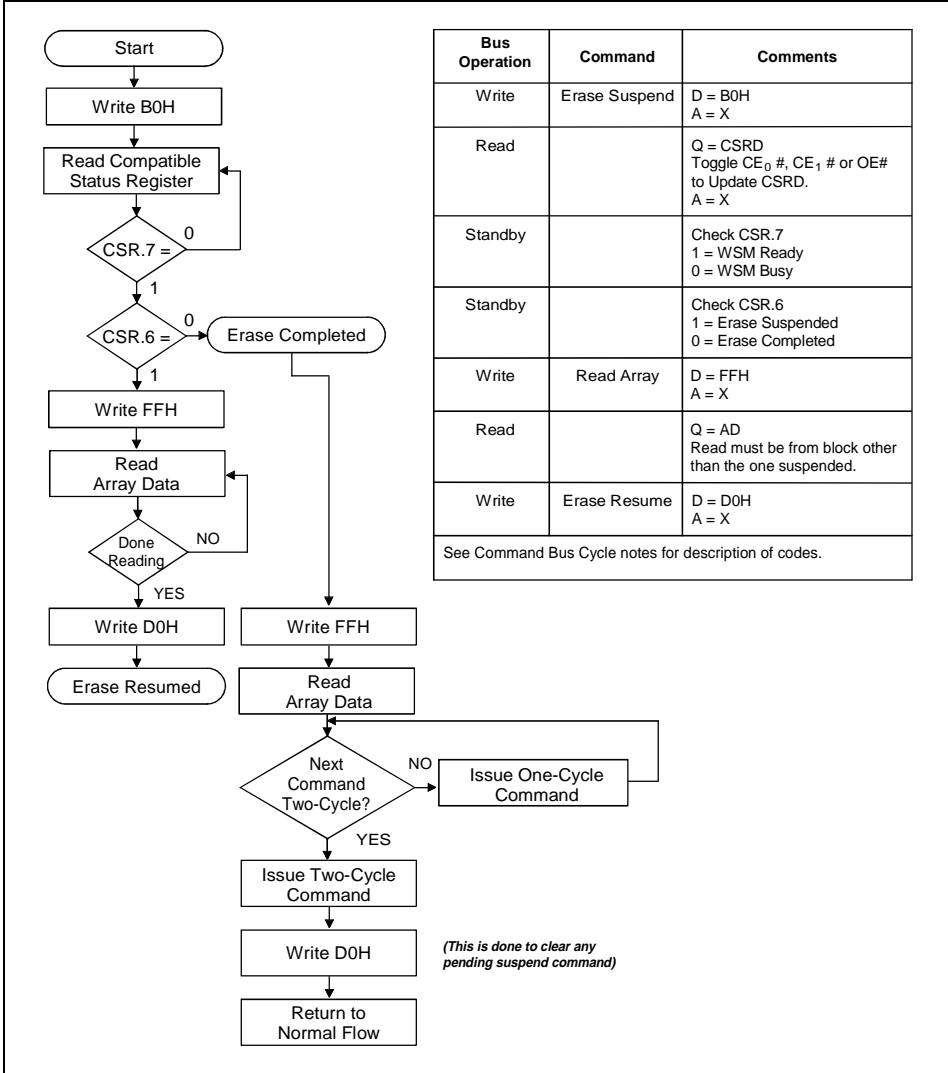 Start
Write B0H
Read Compatible
Status Register
CSR.7 =
0
1
CSR.6 =
0
Erase Completed
1
Write FFH
Read
Array Data
Done
Reading
NO
YES
Write D0H
Erase Resumed
Write FFH
Read
Array Data
Next
Command
Two-Cycle?
NO
Issue One-Cycle
Command
YES
Issue Two-Cycle
Command
Write D0H
(This is done to clear any
pending suspend command)
Return to
Normal Flow
Bus
Operation
Command
Comments
Write
Erase Suspend
D = B0H
A = X
Read
Q = CSRD
Toggle CE0 #, CE1 # or OE#
to Update CSRD.
A = X
Standby
Check CSR.7
1 = WSM Ready
0 = WSM Busy
Standby
Check CSR.6
1 = Erase Suspended
0 = Erase Completed
Write
Read Array
D = FFH
A = X
Read
Q = AD
Read must be from block other
than the one suspended.
Write
Erase Resume
D = D0H
A = X
See Command Bus Cycle notes for description of codes.